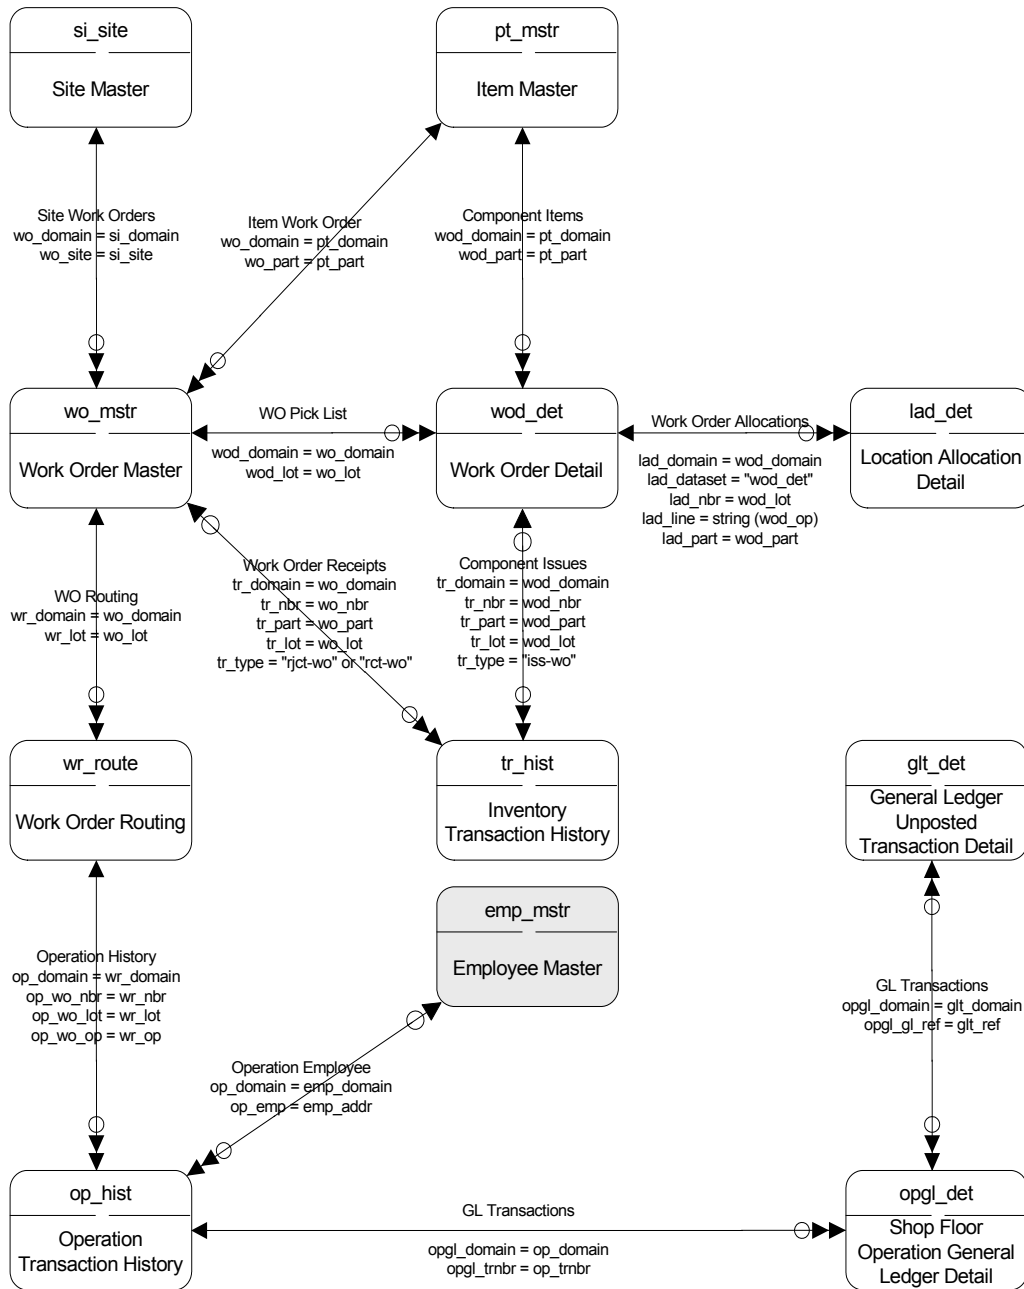 si_site
Site Master
pt_mstr
Item Master
Site Work Orders
wo_domain = si_domain
wo_site = si_site
Item Work Order
wo_domain = pt_domain
wo_part = pt_part
Component Items
wod_domain = pt_domain
wod_part = pt_part
wo_mstr
Work Order Master
WO Pick List
wod_domain = wo_domain
wod_lot = wo_lot
wod_det
Work Order Detail
Work Order Allocations
lad_domain = wod_domain
lad_dataset = "wod_det"
lad_nbr = wod_lot
lad_line = string (wod_op)
lad_part = wod_part
lad_det
Location Allocation
Detail
WO Routing
wr_domain = wo_domain
wr_lot = wo_lot
Work Order Receipts
tr_domain = wo_domain
tr_nbr = wo_nbr
tr_part = wo_part
tr_lot = wo_lot
tr_type = "rjct-wo" or "rct-wo"
Component Issues
tr_domain = wod_domain
tr_nbr = wod_nbr
tr_part = wod_part
tr_lot = wod_lot
tr_type = "iss-wo"
wr_route
Work Order Routing
tr_hist
Inventory
Transaction History
glt_det
General Ledger
Unposted
Transaction Detail
emp_mstr
Employee Master
Operation History
op_domain = wr_domain
op_wo_nbr = wr_nbr
op_wo_lot = wr_lot
op_wo_op = wr_op
GL Transactions
opgl_domain = glt_domain
opgl_gl_ref = glt_ref
Operation Employee
op_domain = emp_domain
op_emp = emp_addr
op_hist
Operation
Transaction History
GL Transactions
opgl_domain = op_domain
opgl_trnbr = op_trnbr
opgl_det
Shop Floor
Operation General
Ledger Detail